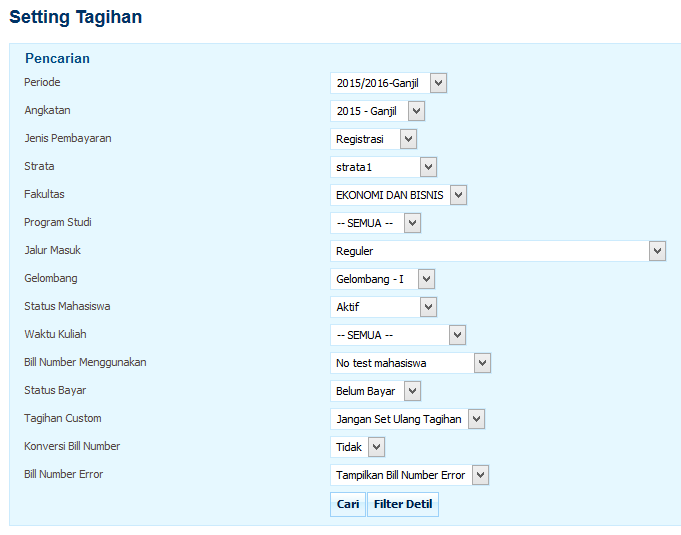 Setting Tagihan
Pencarian
Periode 2015/2016-Ganjil
Angkatan 2015 - Ganjil
Jenis Pembayaran Registrasi
Strata strata1
Fakultas EKONOMI DAN BISNIS
Program Studi -- SEMUA --
Jalur Masuk Reguler
Gelombang Gelombang - I
Status Mahasiswa Aktif
Waktu Kuliah -- SEMUA --
Bill Number Menggunakan No test mahasiswa
Status Bayar Belum Bayar
Tagihan Custom Jangan Set Ulang Tagihan
Konversi Bill Number Tidak
Bill Number Error Tampilkan Bill Number Error
Cari Filter Detil